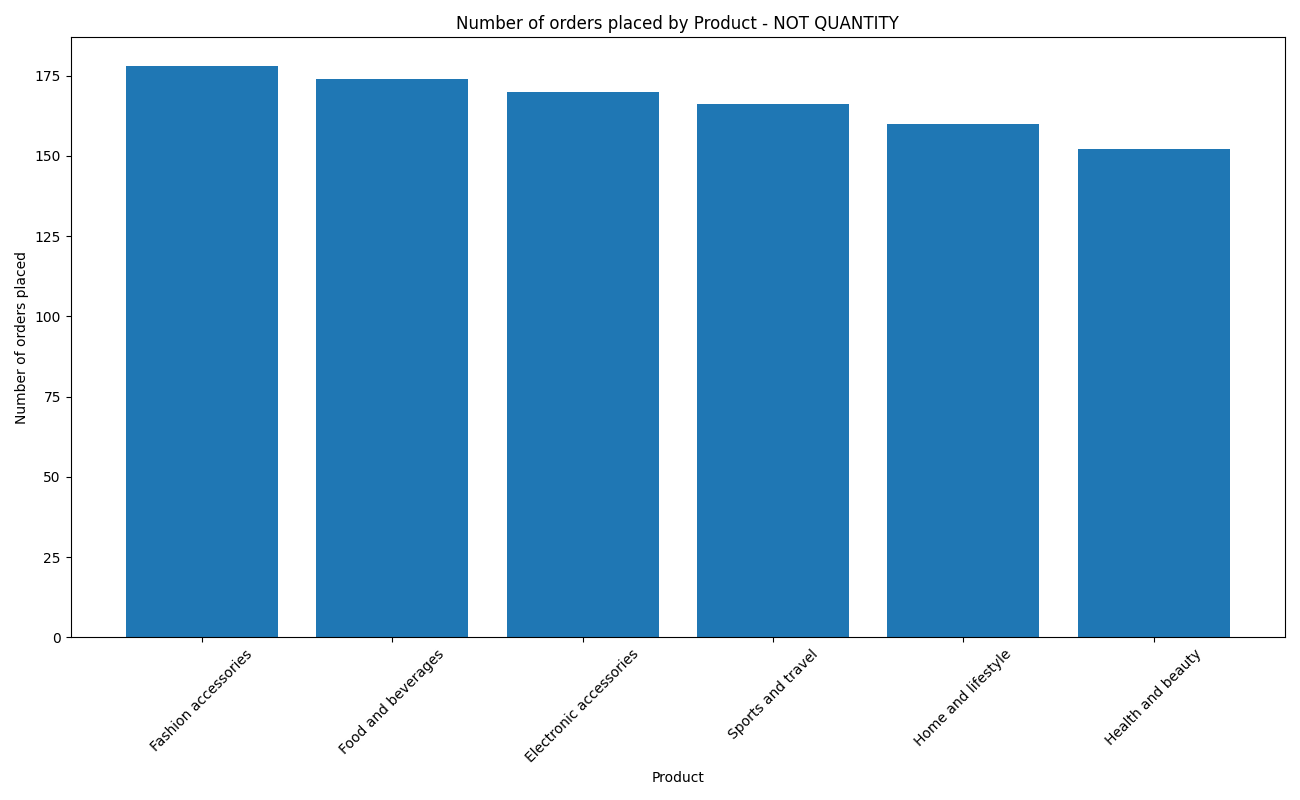 Number of orders placed by Product - NOT QUANTITY
Number of orders placed
175
150
125
100
75
50
25
0
Fashion accessories
Food and beverages
Electronic accessories
Sports and travel
Home and lifestyle
Health and beauty
Product